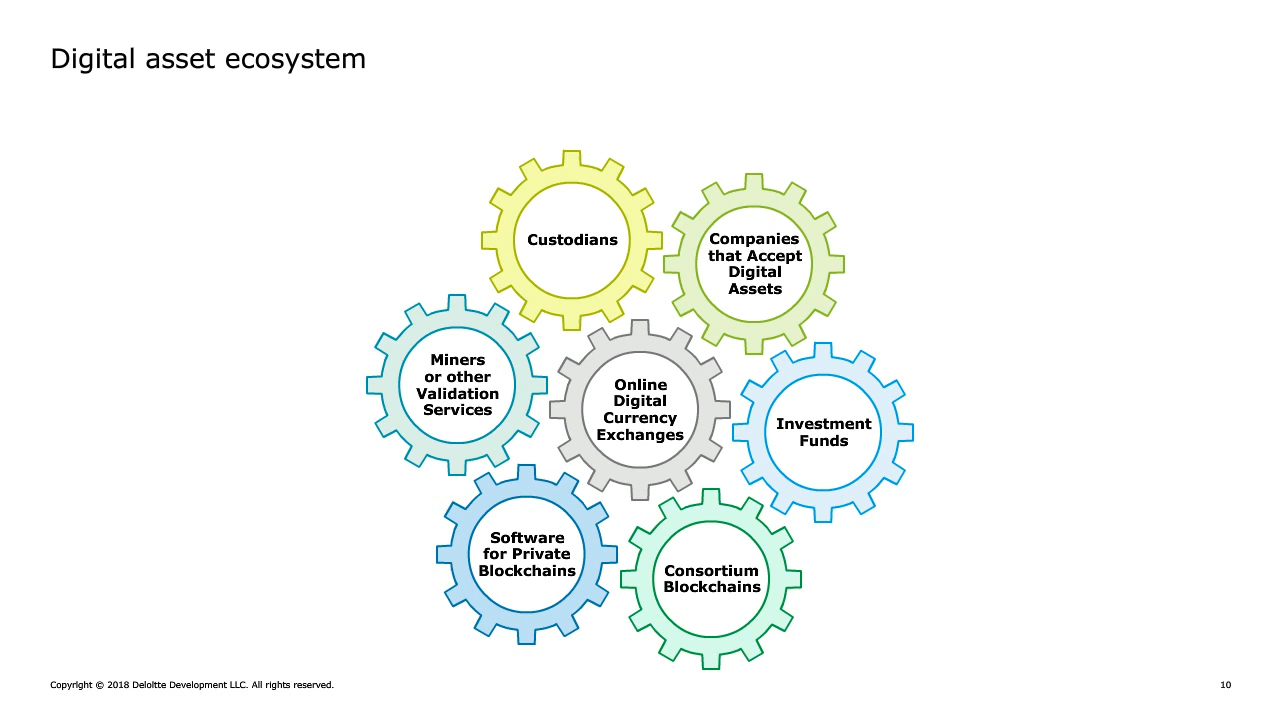 Digital asset ecosystem
Custodians
Companies
that Accept
Digital
Assets
Miners
or other
Validation
Services
Online
Digital
Currency
Exchanges
Investment
Funds
Software
for Private
Blockchains
Consortium
Blockchains
Copyright © 2018 Deloitte Development LLC. All rights reserved.
10